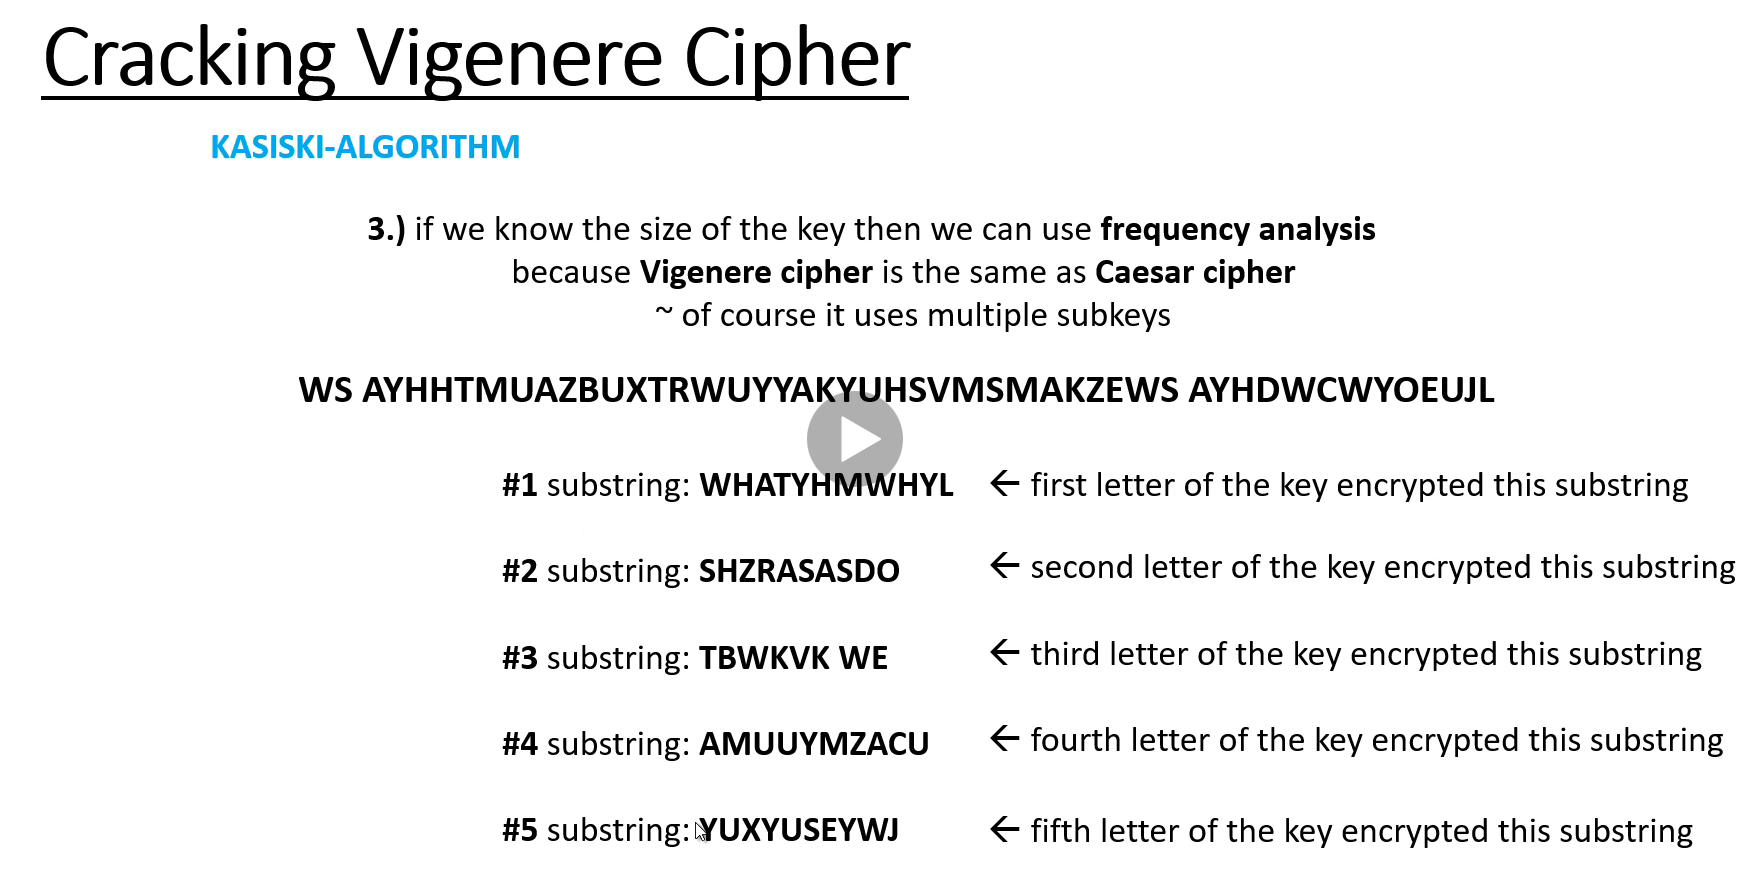 Cracking Vigenere Cipher
KASISKI-ALGORITHM
3.) if we know the size of the key then we can use frequency analysis
because Vigenere cipher is the same as Caesar cipher
~ of course it uses multiple subkeys
WS AYHHTMUAZBUXTRWUYYAKYUHSVMSMAKZEWS AYHDWCWYOEUJL
#1 substring: WHATYHMWHYL ← first letter of the key encrypted this substring
#2 substring: SHZRASASDO ← second letter of the key encrypted this substring
#3 substring: TBWKVK WE ← third letter of the key encrypted this substring
#4 substring: AMUUYMZACU ← fourth letter of the key encrypted this substring
#5 substring: YUXYUSEYWJ ← fifth letter of the key encrypted this substring